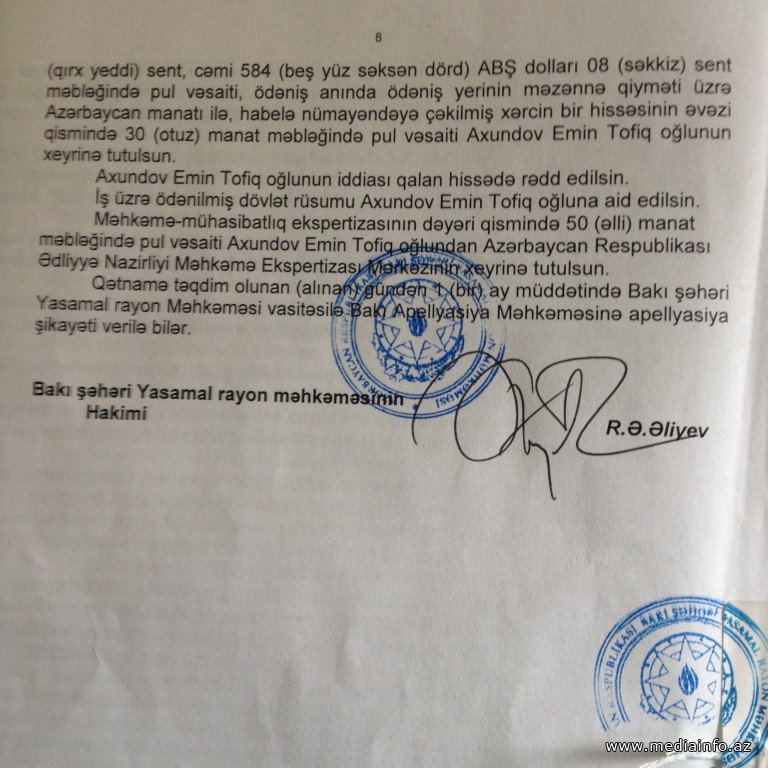 8
(qırx yeddi) sent, cəmi 584 (beş yüz səksən dörd) ABŞ dolları 08 (səkkiz) sent
məbləğində pul vəsaiti, ödəniş anında ödəniş yerinin məzənnə qiyməti üzrə
Azərbaycan manatı ilə, habelə nümayəndəyə çəkilmiş xərcin bir hissəsinin əvəzi
qismində 30 (otuz) manat məbləğində pul vəsaiti Axundov Emin Tofiq oğlunun
xeyrinə tutulsun.
Axundov Emin Tofiq oğlunun iddiası qalan hissədə rədd edilsin.
İş üzrə ödənilmiş dövlət rüsumu Axundov Emin Tofiq oğluna aid edilsin.
Məhkəmə-mühasibatlıq ekspertizasının dəyəri qismində 50 (əlli) manat
məbləğində pul vəsaiti Axundov Emin Tofiq oğlundan Azərbaycan Respublikası
Ədliyyə Nazirliyi Məhkəmə Ekspertizası Mərkəzinin xeyrinə tutulsun.
Qətnamə təqdim olunan (alınan) gündən 1 (bir) ay müddətində Bakı şəhəri
Yasamal rayon Məhkəməsi vasitəsilə Bakı Apellyasiya Məhkəməsinə apellyasiya
şikayəti verilə bilər.
Bakı şəhəri Yasamal rayon məhkəməsinin
Hakimi
R.Ə.Əliyev
RESPUBLİKASI BAKI ŞƏHƏRİ YASAMAL RAYON
www.mediainfo.az